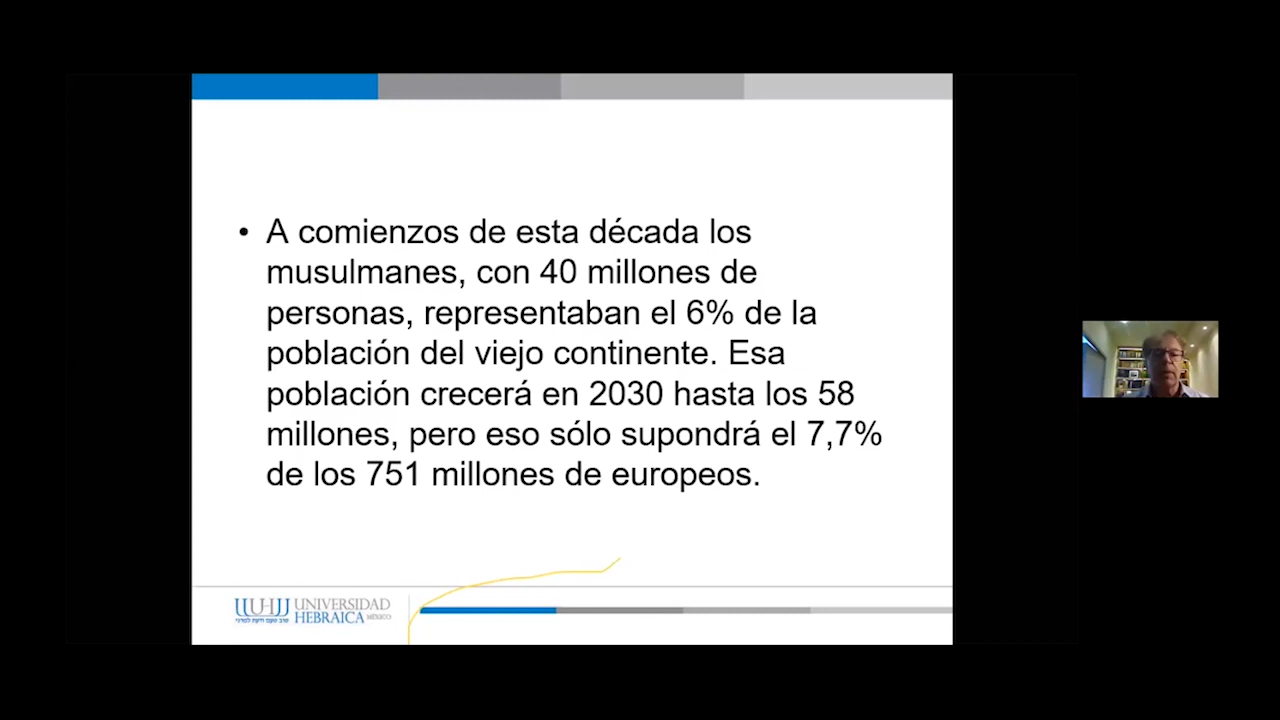 • A comienzos de esta década los
musulmanes, con 40 millones de
personas, representaban el 6% de la
población del viejo continente. Esa
población crecerá en 2030 hasta los 58
millones, pero eso sólo supondrá el 7,7%
de los 751 millones de europeos.
UNIVERSIDAD
HEBRAICA MÉXICO